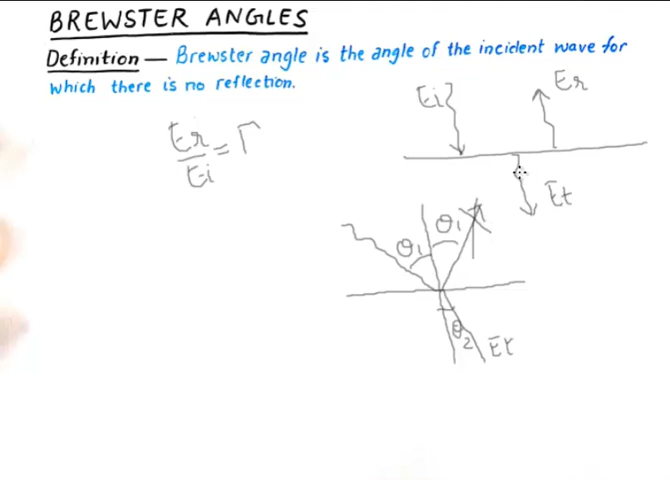 BREWSTER ANGLES
Definition — Brewster angle is the angle of the incident wave for
which there is no reflection.
Ei
Er
Er/Ei = Γ
Et
θ1
θ1
θ2
Et